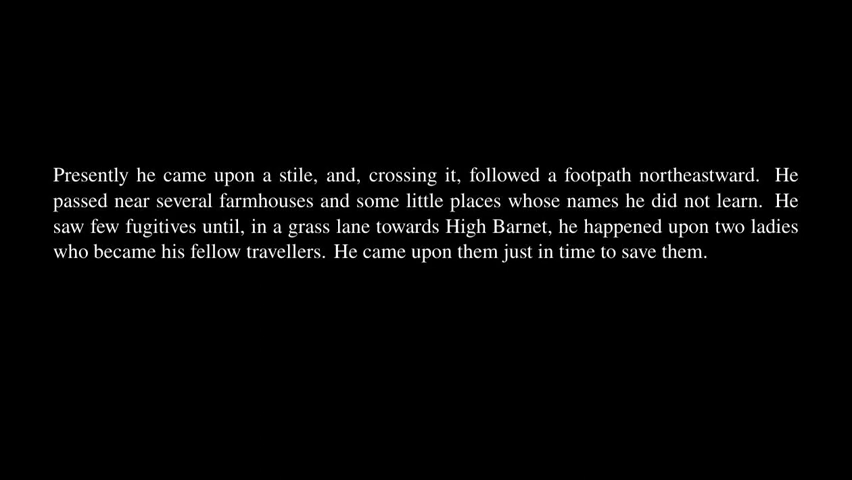 Presently he came upon a stile, and, crossing it, followed a footpath northeastward. He
passed near several farmhouses and some little places whose names he did not learn. He
saw few fugitives until, in a grass lane towards High Barnet, he happened upon two ladies
who became his fellow travellers. He came upon them just in time to save them.